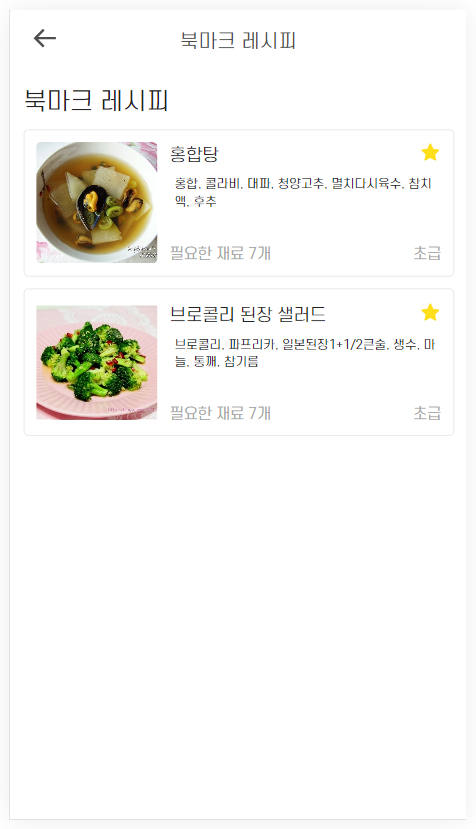 북마크 레시피
북마크 레시피
홍합탕
홍합, 콜라비, 대파, 청양고추, 멸치다시육수, 참치
액, 후추
필요한 재료 7개
초급
브로콜리 된장 샐러드
브로콜리, 파프리카, 일본된장1+1/2큰술, 생수, 마
늘, 통깨, 참기름
필요한 재료 7개
초급